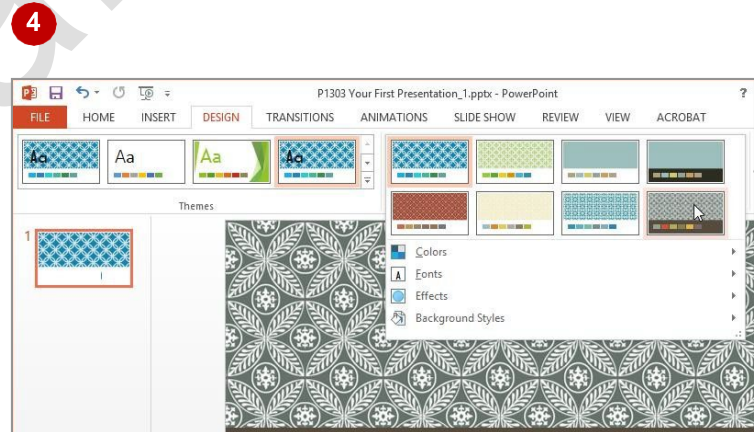 4
P1303 Your First Presentation_1.pptx - PowerPoint ?
FILE HOME INSERT DESIGN TRANSITIONS ANIMATIONS SLIDE SHOW REVIEW VIEW ACROBAT
Aa Aa Aa Aa
Themes
1
Colors
Fonts
Effects
Background Styles